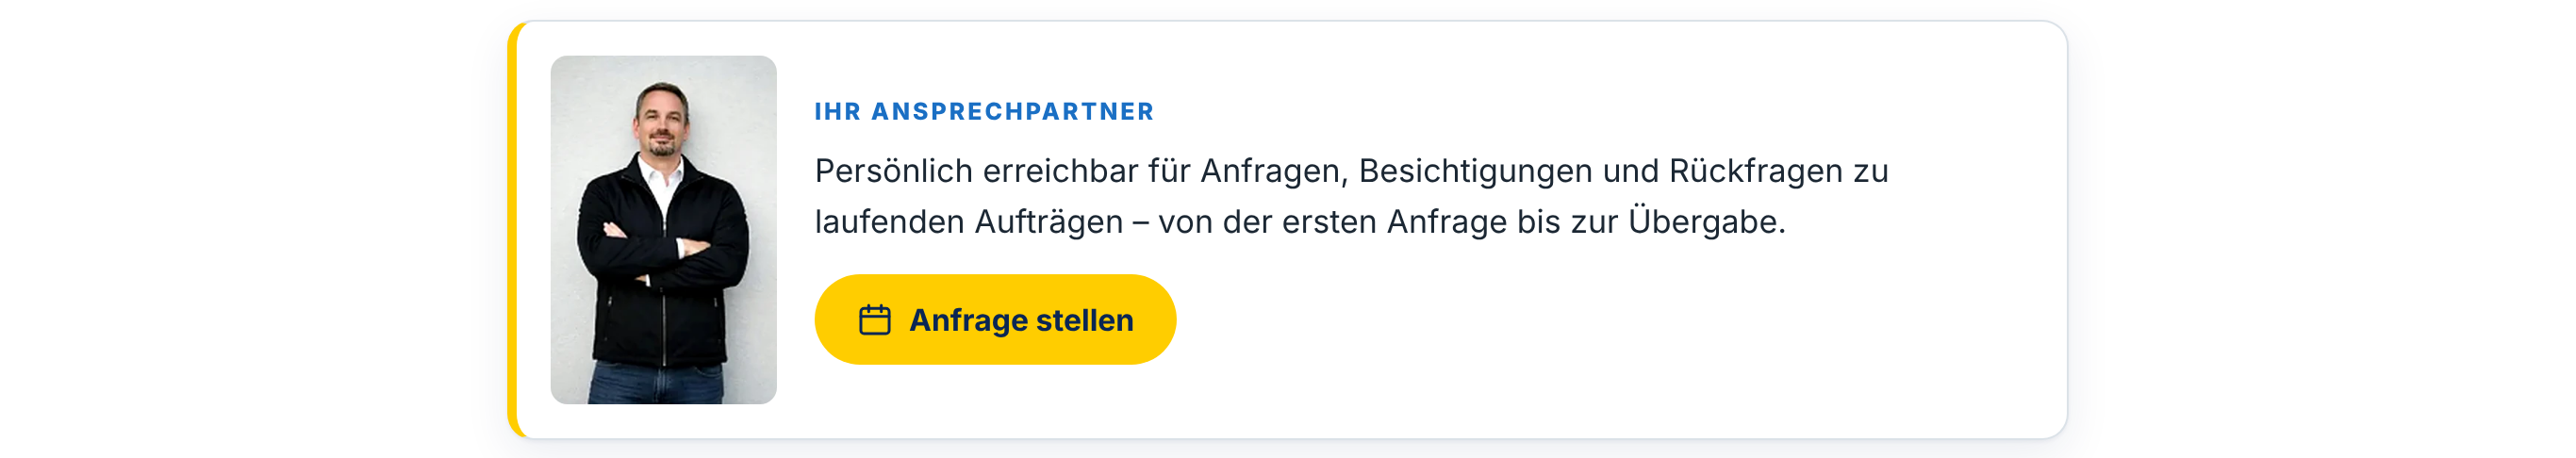 IHR ANSPRECHPARTNER
Persönlich erreichbar für Anfragen, Besichtigungen und Rückfragen zu
laufenden Aufträgen – von der ersten Anfrage bis zur Übergabe.
Anfrage stellen